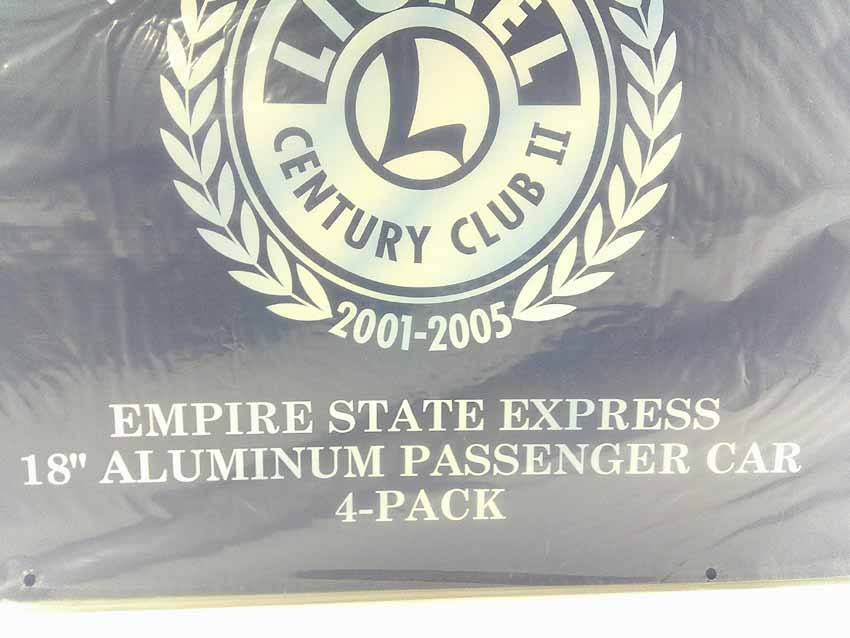 LIONEL
L
CENTURY CLUB II
2001-2005
EMPIRE STATE EXPRESS
18" ALUMINUM PASSENGER CAR
4-PACK